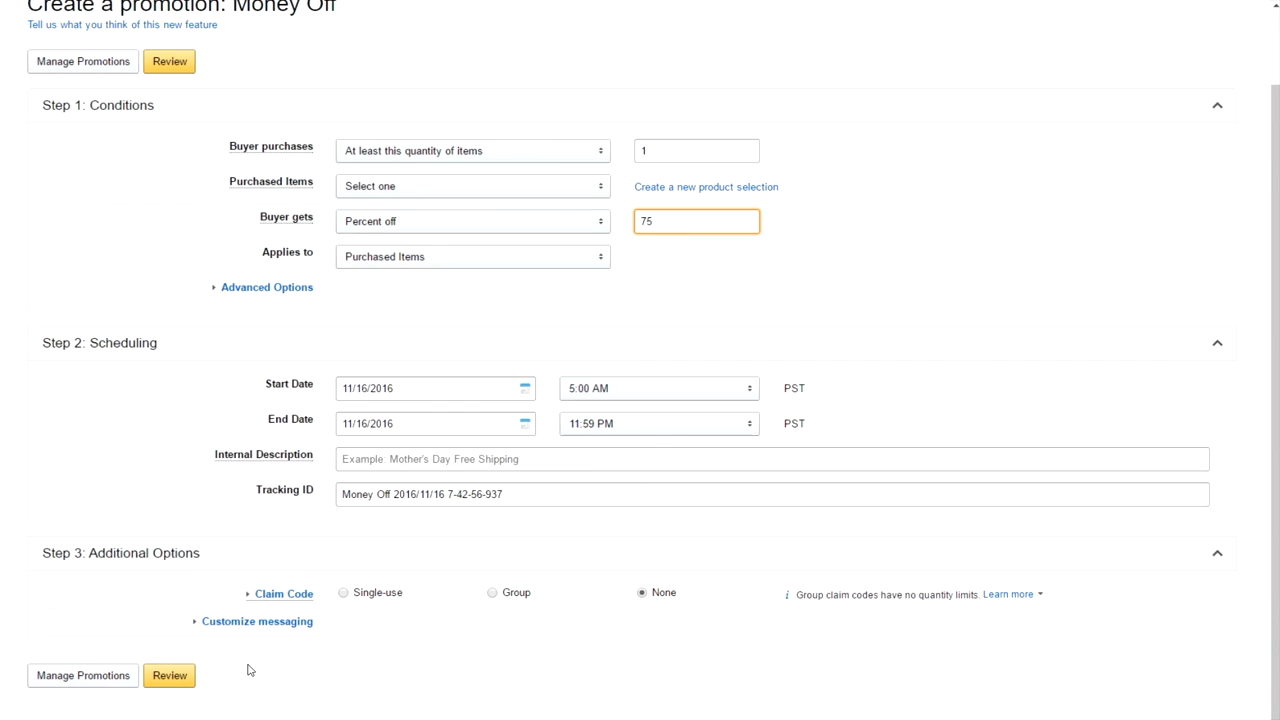 Create a promotion: Money Off
Tell us what you think of this new feature
Manage Promotions Review
Step 1: Conditions
Buyer purchases At least this quantity of items 1
Purchased Items Select one Create a new product selection
Buyer gets Percent off 75
Applies to Purchased Items
Advanced Options
Step 2: Scheduling
Start Date 11/16/2016 5:00 AM PST
End Date 11/16/2016 11:59 PM PST
Internal Description Example: Mother's Day Free Shipping
Tracking ID Money Off 2016/11/16 7-42-56-937
Step 3: Additional Options
Claim Code Single-use Group None i Group claim codes have no quantity limits. Learn more
Customize messaging
Manage Promotions Review